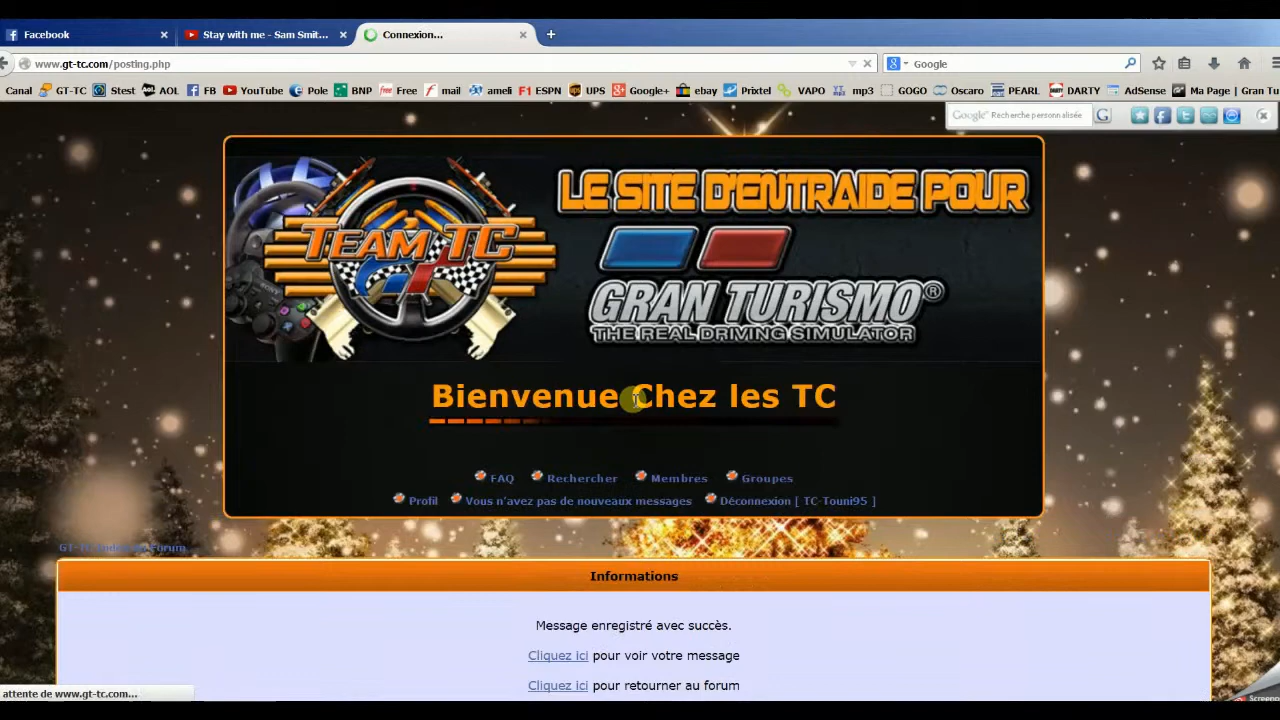 Facebook
Stay with me - Sam Smit...
Connexion...
www.gt-tc.com/posting.php
Google
Canal GT-TC Stest AOL FB YouTube Pole BNP Free mail ameli ESPN UPS Google+ ebay Prixtel VAPO mp3 GOGO Oscaro PEARL DARTY AdSense Ma Page | Gran Tu
Google Recherche personnalisée
TEAM TC
LE SITE D'ENTRAIDE POUR
GRAN TURISMO®
THE REAL DRIVING SIMULATOR
Bienvenue Chez les TC
FAQ Rechercher Membres Groupes
Profil Vous n'avez pas de nouveaux messages Déconnexion [ TC-Touni95 ]
Forum
Informations
Message enregistré avec succès.
Cliquez ici pour voir votre message
Cliquez ici pour retourner au forum
attente de www.gt-tc.com...